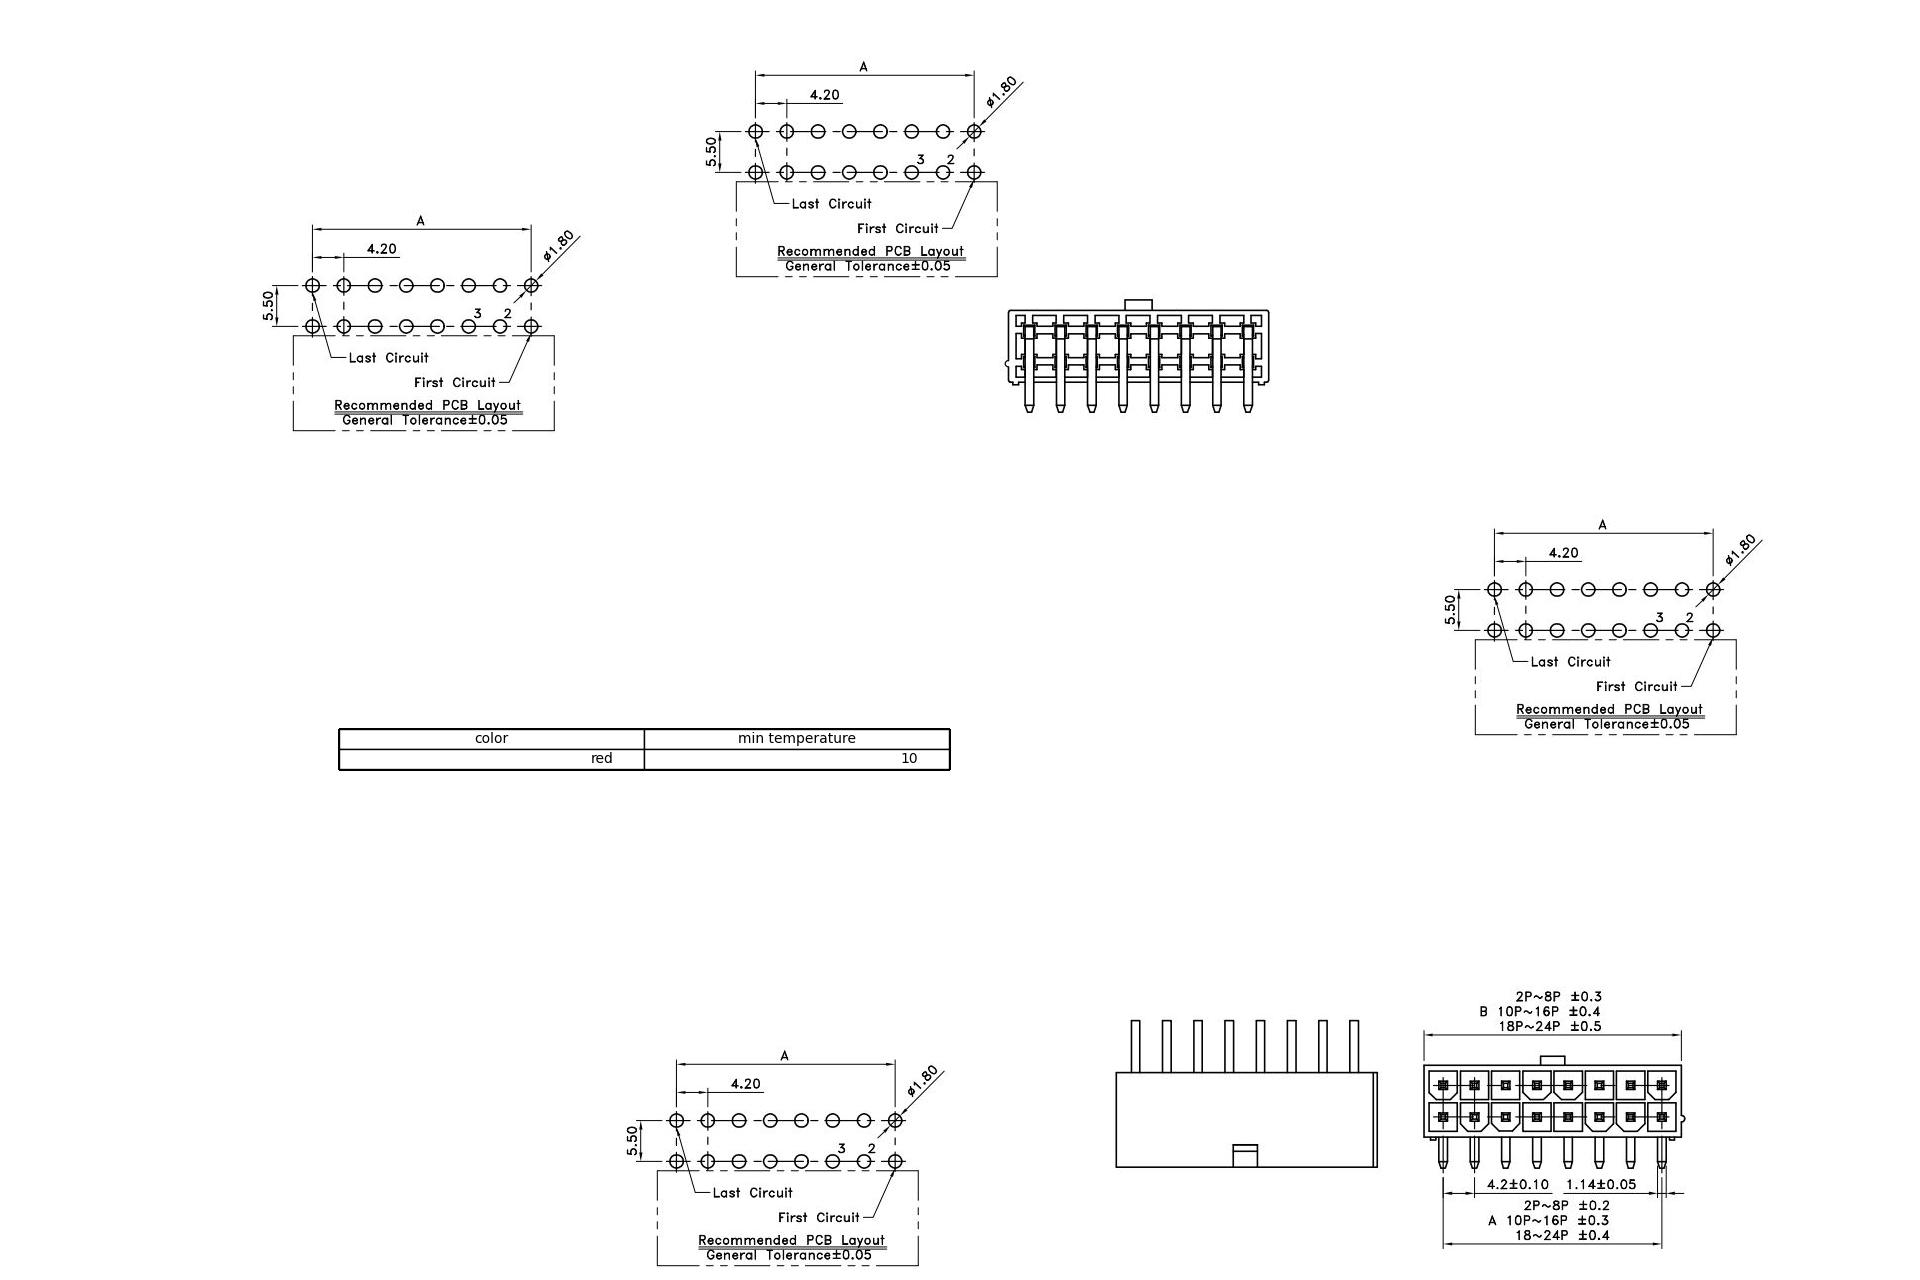 A
4.20
ø1.80
5.50
3 2
Last Circuit
First Circuit
Recommended PCB Layout
General Tolerance±0.05
A
4.20
ø1.80
5.50
3 2
Last Circuit
First Circuit
Recommended PCB Layout
General Tolerance±0.05
A
4.20
ø1.80
5.50
3 2
Last Circuit
First Circuit
Recommended PCB Layout
General Tolerance±0.05
color min temperature
red 10
2P~8P ±0.3
B 10P~16P ±0.4
18P~24P ±0.5
4.2±0.10 1.14±0.05
2P~8P ±0.2
A 10P~16P ±0.3
18~24P ±0.4
A
4.20
ø1.80
5.50
3 2
Last Circuit
First Circuit
Recommended PCB Layout
General Tolerance±0.05